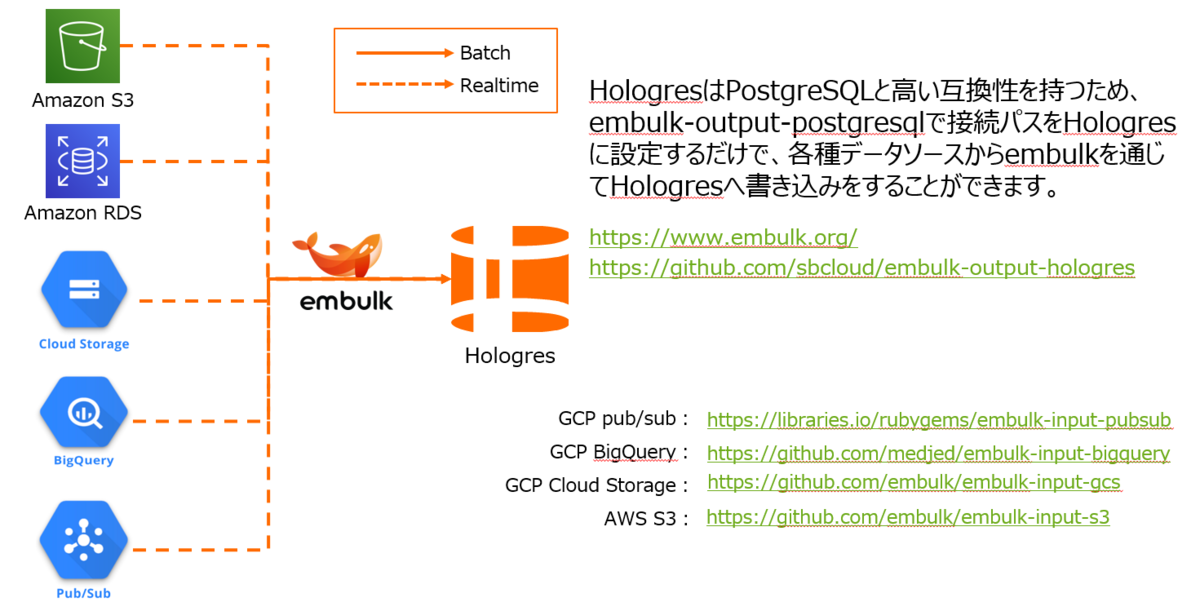 Amazon S3
Amazon RDS
Cloud Storage
BigQuery
Pub/Sub
Batch
Realtime
embulk
Hologres
HologresはPostgreSQLと高い互換性を持つため、
embulk-output-postgresqlで接続パスをHologres
に設定するだけで、各種データソースからembulkを通じ
てHologresへ書き込みをすることができます。
https://www.embulk.org/
https://github.com/sbcloud/embulk-output-hologres
GCP pub/sub： https://libraries.io/rubygems/embulk-input-pubsub
GCP BigQuery： https://github.com/medjed/embulk-input-bigquery
GCP Cloud Storage： https://github.com/embulk/embulk-input-gcs
AWS S3： https://github.com/embulk/embulk-input-s3